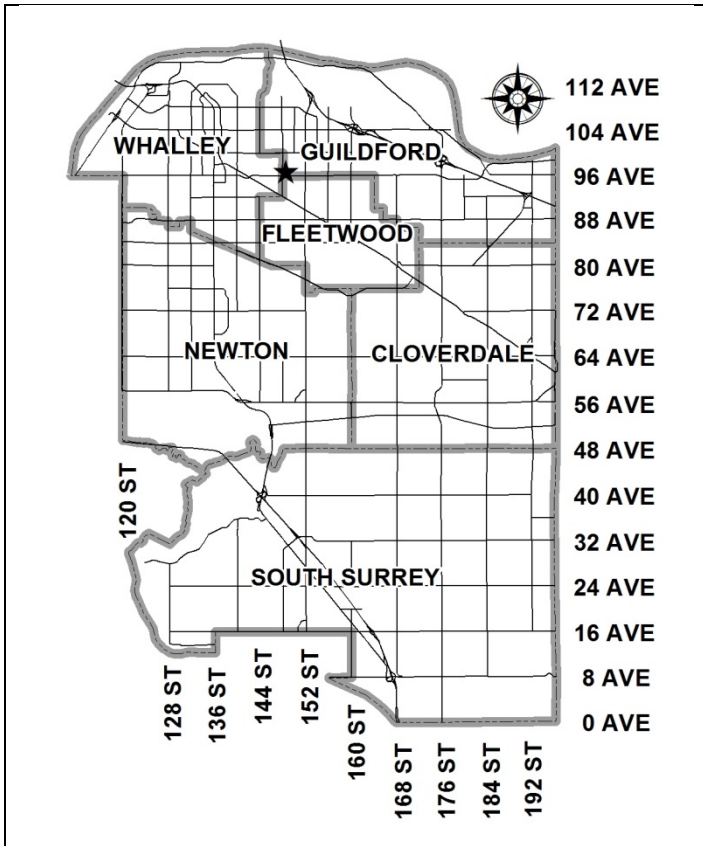 112 AVE
104 AVE
WHALLEY
GUILDFORD
96 AVE
88 AVE
FLEETWOOD
80 AVE
72 AVE
NEWTON
CLOVERDALE
64 AVE
56 AVE
48 AVE
120 ST
40 AVE
32 AVE
SOUTH SURREY
24 AVE
16 AVE
128 ST
136 ST
144 ST
152 ST
160 ST
8 AVE
0 AVE
168 ST
176 ST
184 ST
192 ST